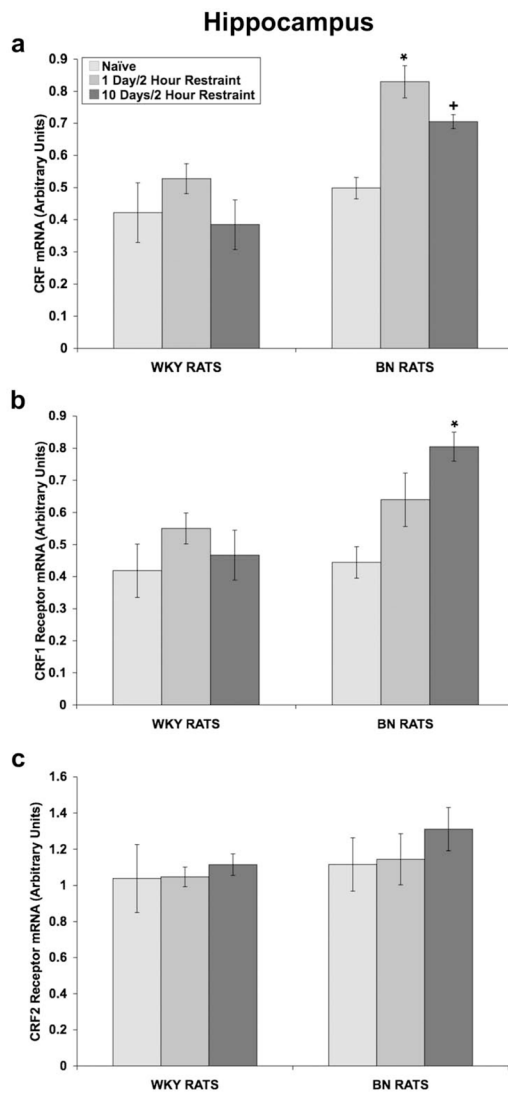 Hippocampus
a
CRF mRNA (Arbitrary Units)
0.9
0.8
0.7
0.6
0.5
0.4
0.3
0.2
0.1
0
Naïve
1 Day/2 Hour Restraint
10 Days/2 Hour Restraint
*
+
WKY RATS
BN RATS
b
CRF1 Receptor mRNA (Arbitrary Units)
0.9
0.8
0.7
0.6
0.5
0.4
0.3
0.2
0.1
0
*
WKY RATS
BN RATS
c
CRF2 Receptor mRNA (Arbitrary Units)
1.6
1.4
1.2
1
0.8
0.6
0.4
0.2
0
WKY RATS
BN RATS